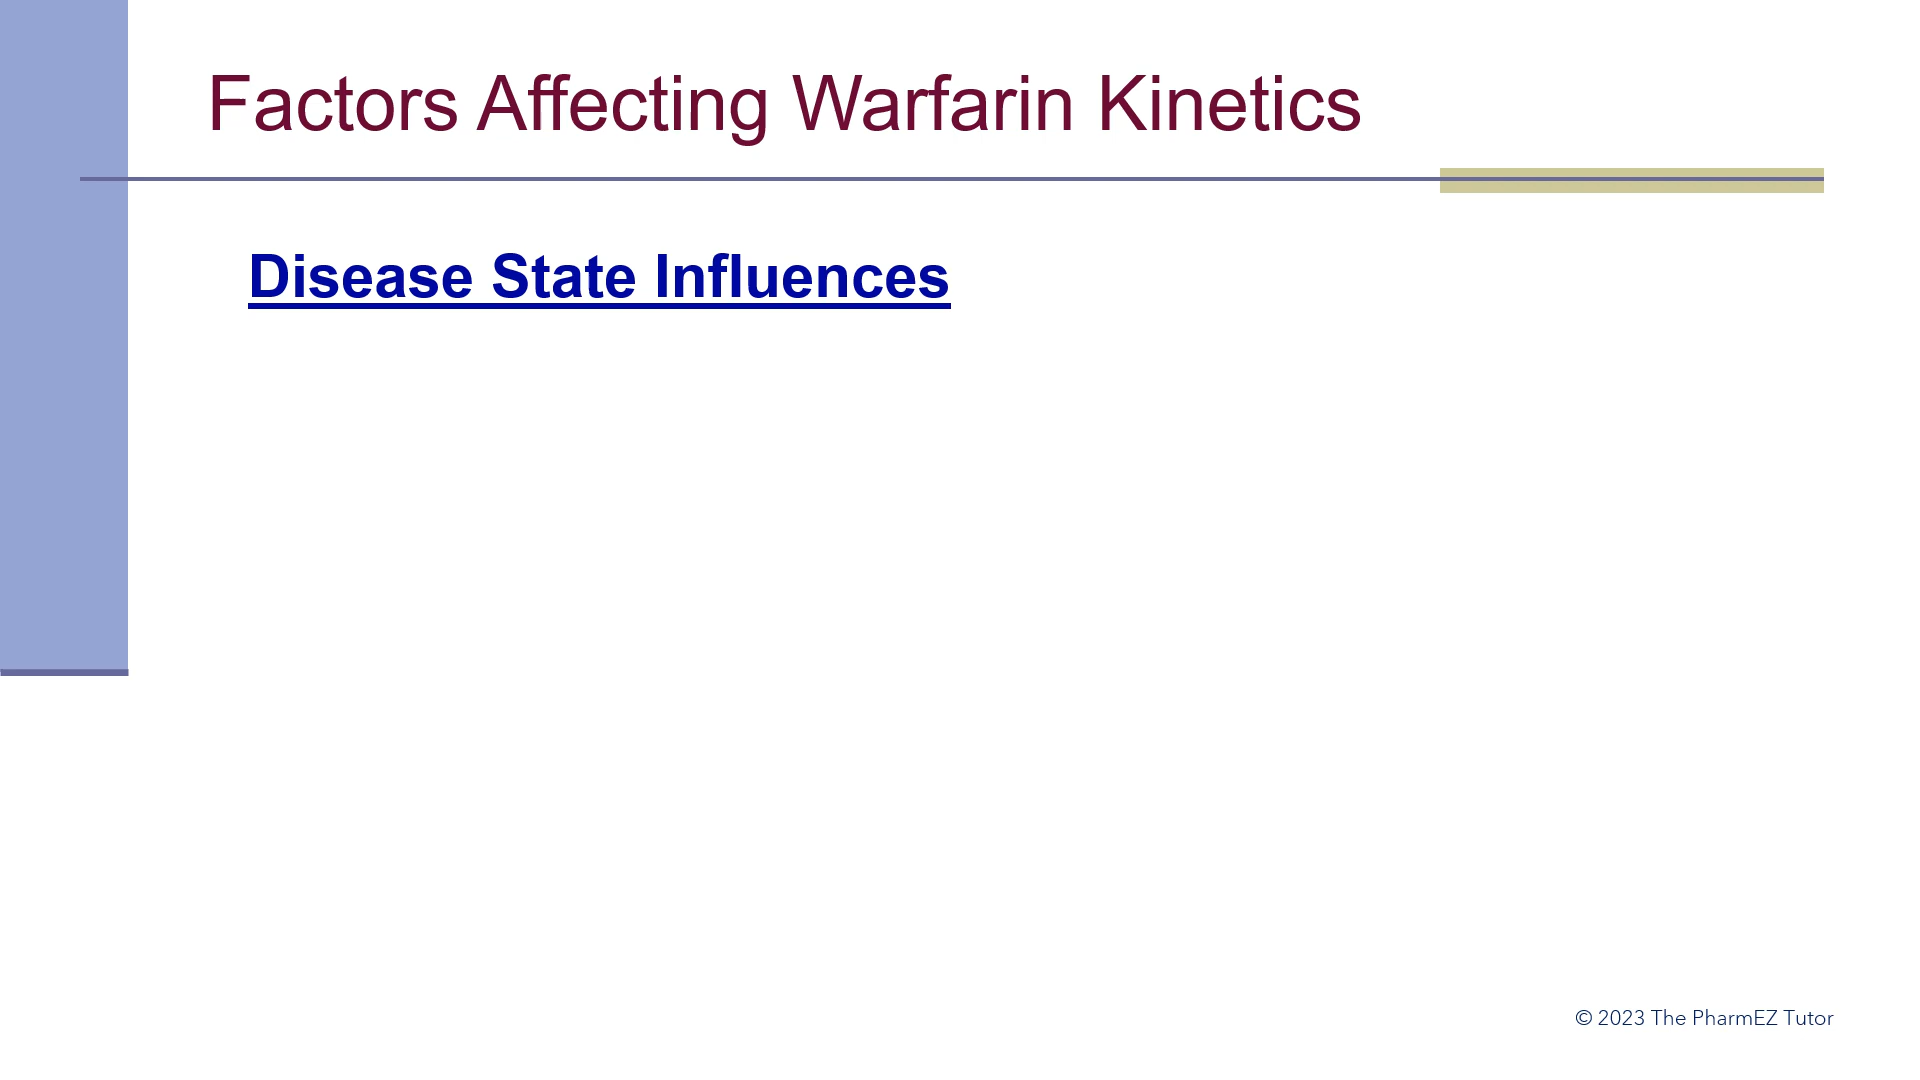 Factors Affecting Warfarin Kinetics
Disease State Influences
© 2023 The PharmEZ Tutor